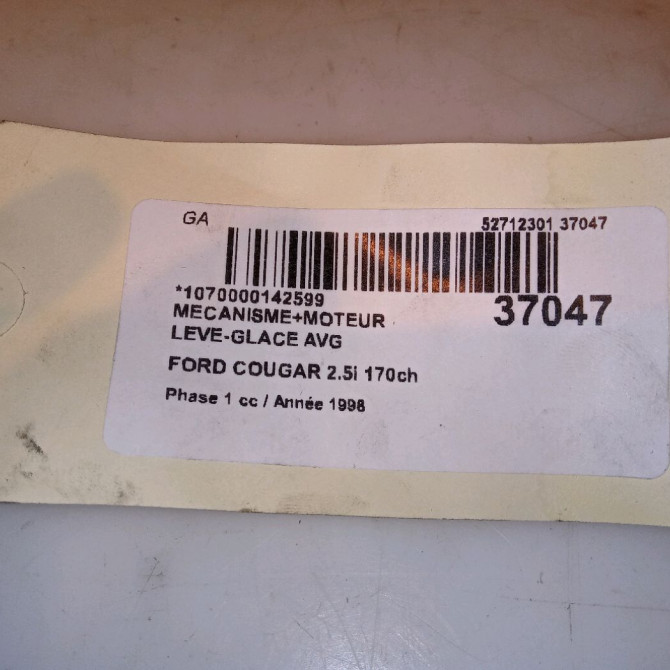 GA
52712301 37047
*1070000142599
37047
MECANISME+MOTEUR
LEVE-GLACE AVG
FORD COUGAR 2.5i 170ch
Phase 1 cc / Année 1998